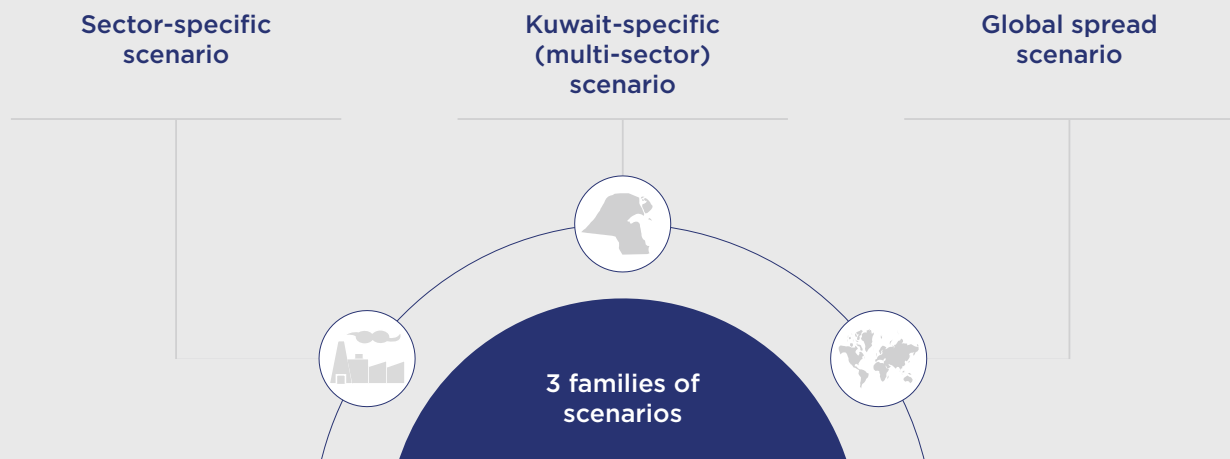 Sector-specific
scenario
Kuwait-specific
(multi-sector)
scenario
Global spread
scenario
3 families of
scenarios